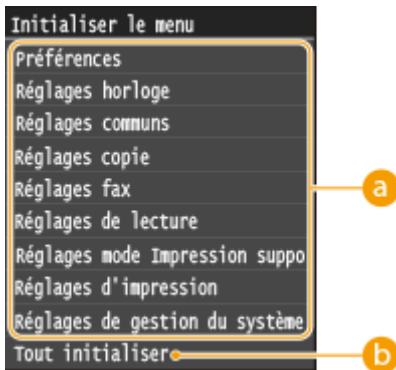 Initialiser le menu
Préférences
Réglages horloge
Réglages communs
Réglages copie
Réglages fax
Réglages de lecture
Réglages mode Impression suppo
Réglages d'impression
Réglages de gestion du système
Tout initialiser
a
b